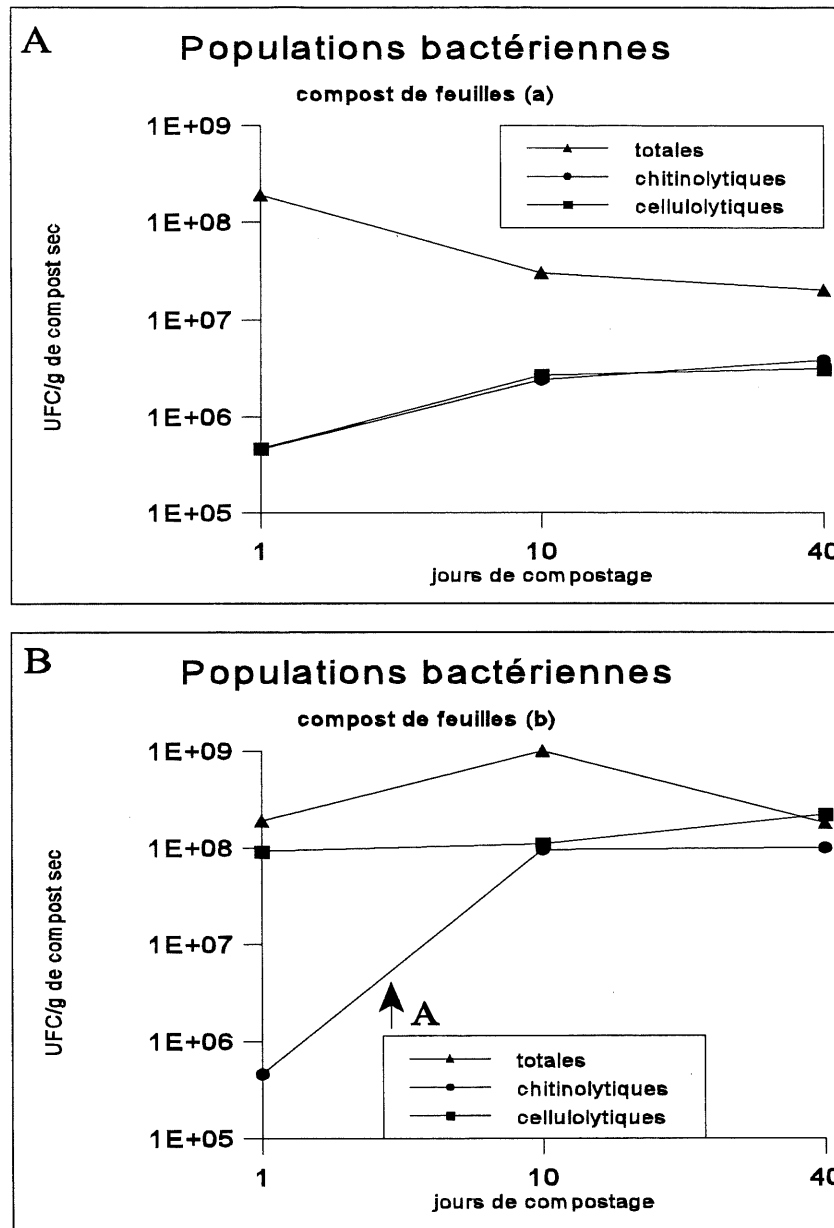 A
Populations bactériennes
compost de feuilles (a)
1E+09
1E+08
1E+07
1E+06
1E+05
UFC/g de compost sec
totales
chitinolytiques
cellulolytiques
1
10
40
jours de compostage
B
Populations bactériennes
compost de feuilles (b)
1E+09
1E+08
1E+07
1E+06
1E+05
UFC/g de compost sec
A
totales
chitinolytiques
cellulolytiques
1
10
40
jours de compostage